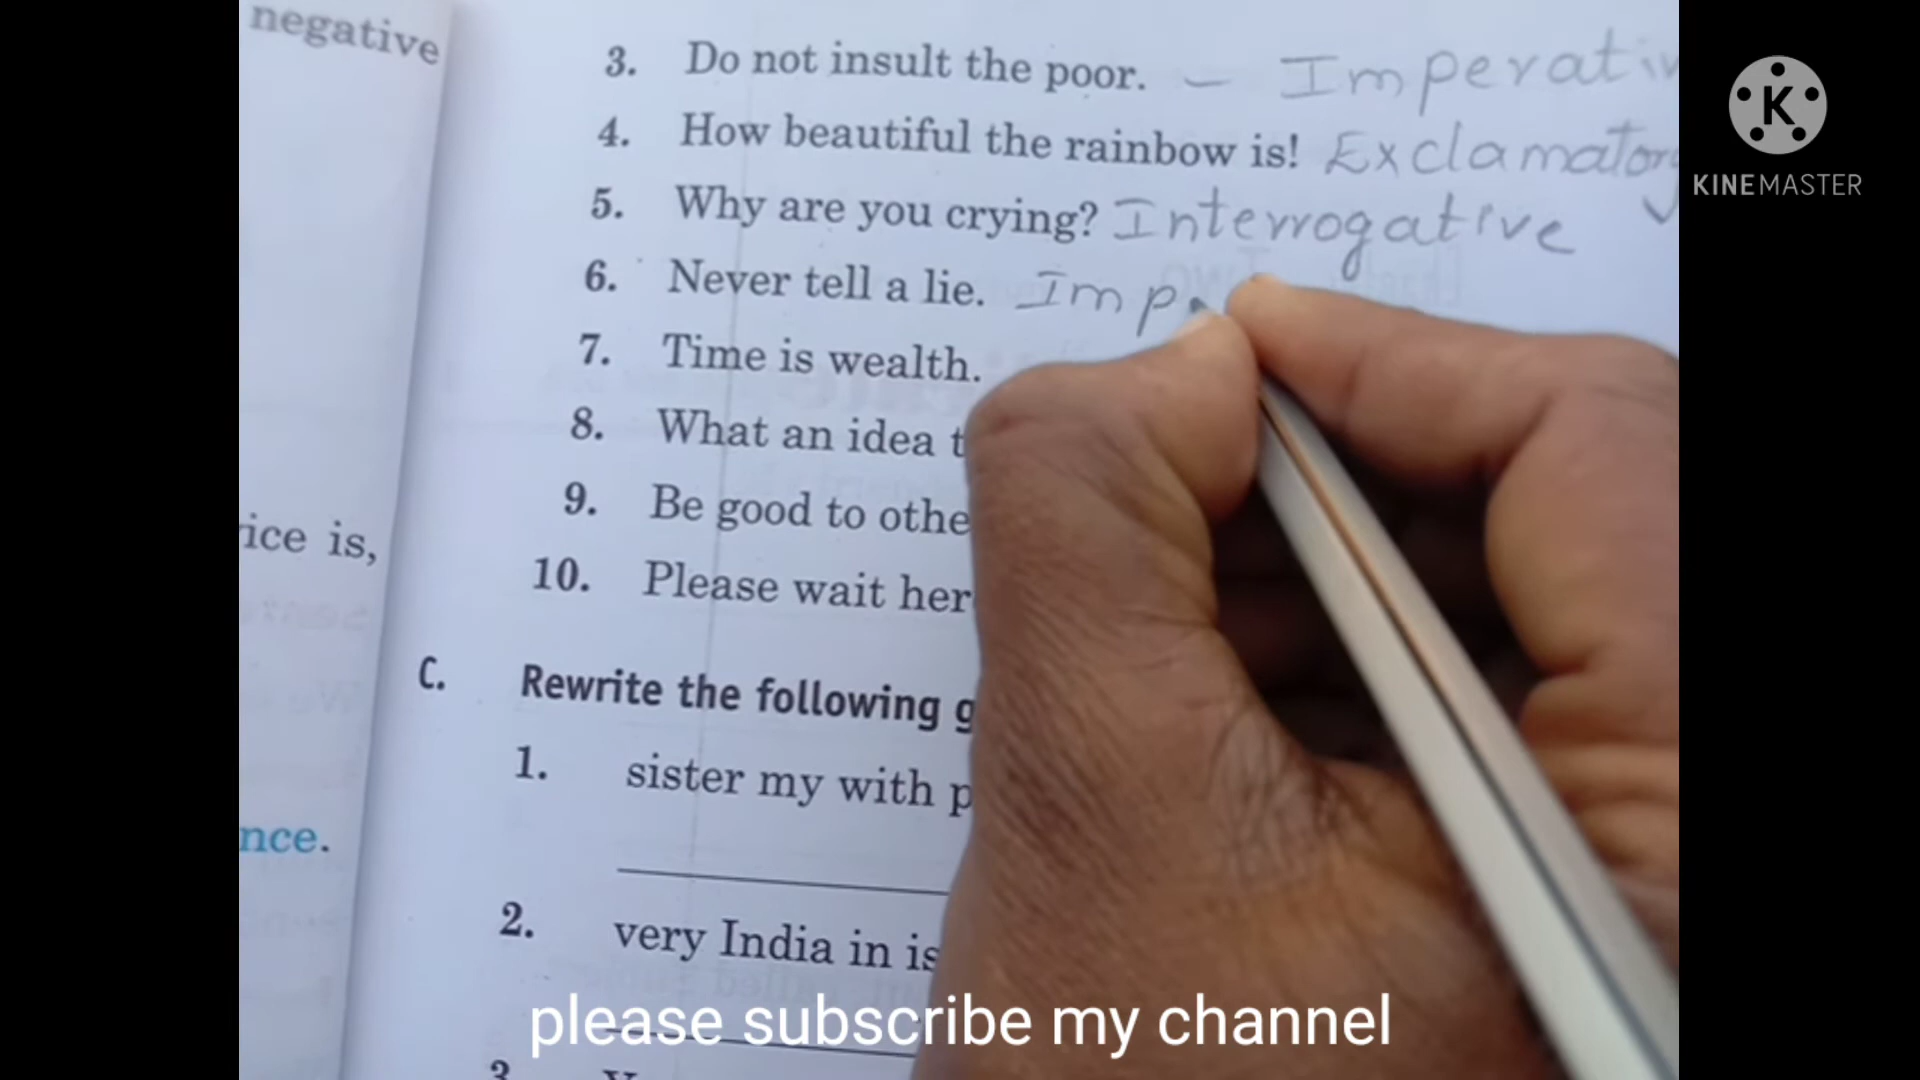 negative
3. Do not insult the poor. - Imperativ
4. How beautiful the rainbow is! Exclamatory
5. Why are you crying? Interrogative
6. Never tell a lie. Imp
7. Time is wealth.
8. What an idea t
9. Be good to othe
10. Please wait her
ice is,
C. Rewrite the following g
1. sister my with p
nce.
2. very India in is
3.
KINEMASTER
please subscribe my channel